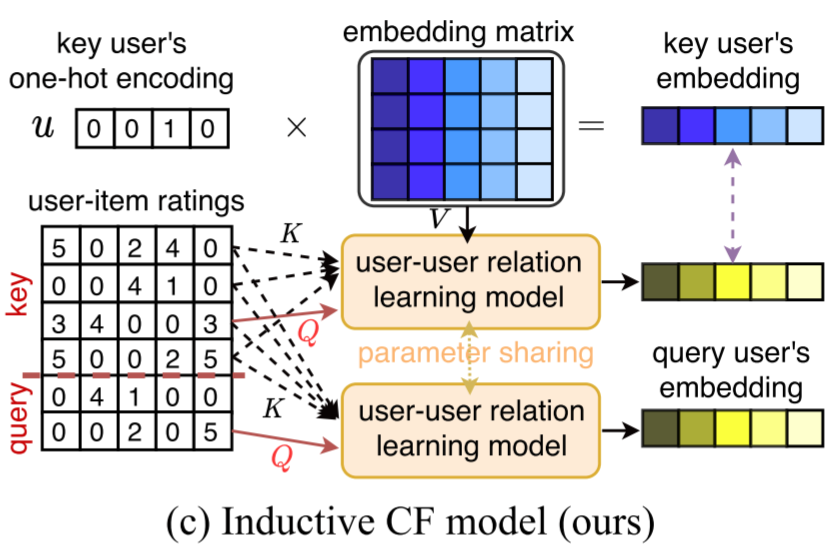 key user's
one-hot encoding
u 0 0 1 0
×
embedding matrix
=
key user's
embedding
user-item ratings
key
5 0 2 4 0
0 0 4 1 0
3 4 0 0 3
5 0 0 2 5
query
0 4 1 0 0
0 0 2 0 5
K
Q
V
user-user relation
learning model
parameter sharing
K
Q
user-user relation
learning model
query user's
embedding
(c) Inductive CF model (ours)